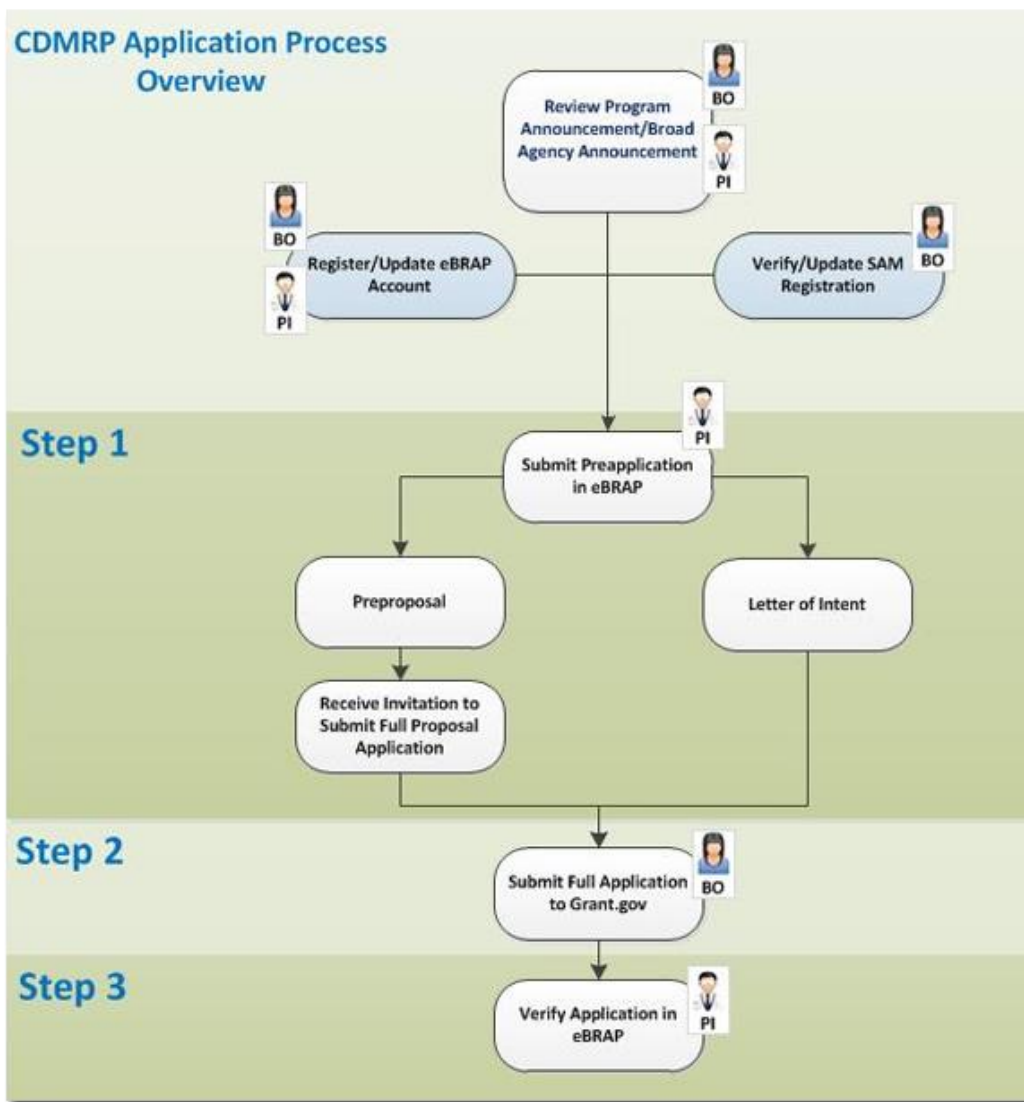 CDMRP Application Process
Overview
BO
Review Program
Announcement/Broad
Agency Announcement
PI
BO
Register/Update eBRAP
Account
PI
BO
Verify/Update SAM
Registration
Step 1
PI
Submit Preapplication
in eBRAP
Preproposal
Letter of Intent
Receive Invitation to
Submit Full Proposal
Application
Step 2
BO
Submit Full Application
to Grant.gov
Step 3
PI
Verify Application in
eBRAP